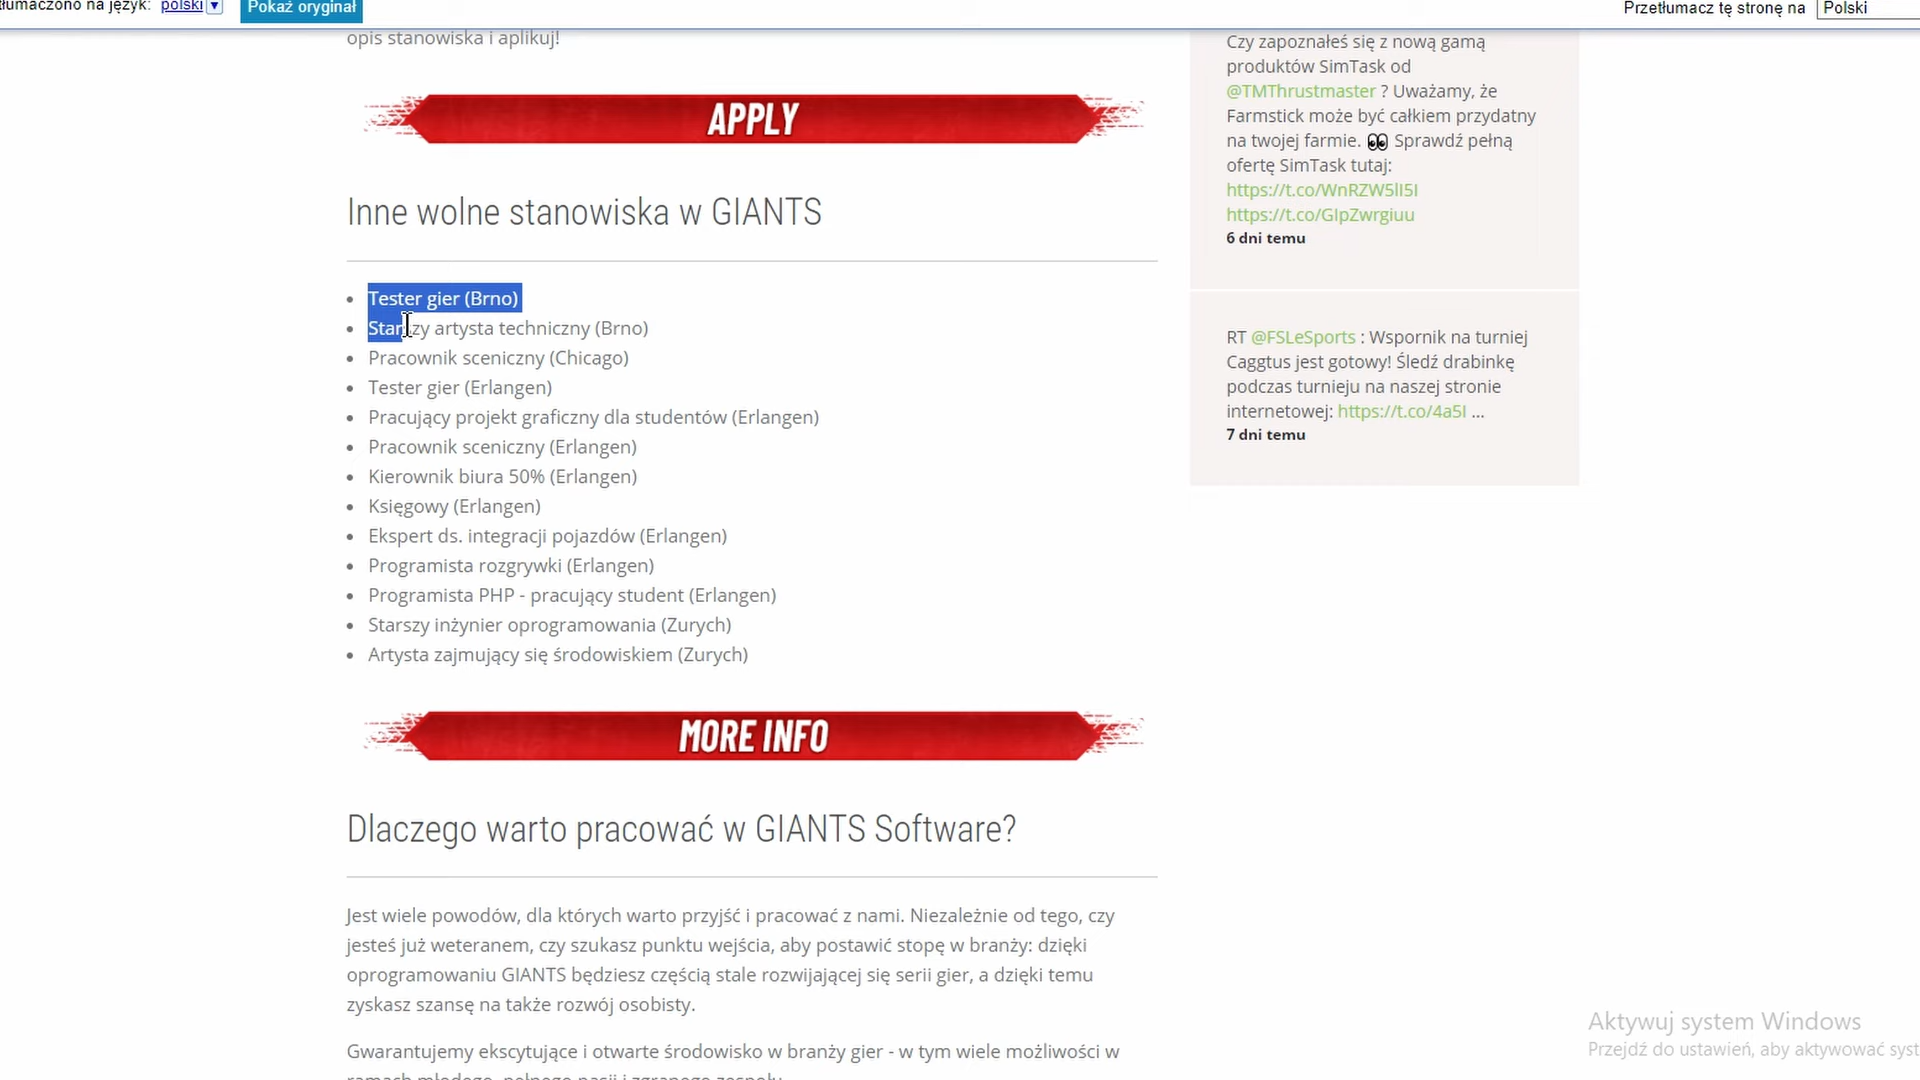 tłumaczono na język: polski Pokaż oryginał Przetłumacz tę stronę na Polski
opis stanowiska i aplikuj!
APPLY
Inne wolne stanowiska w GIANTS
Tester gier (Brno)
Starszy artysta techniczny (Brno)
Pracownik sceniczny (Chicago)
Tester gier (Erlangen)
Pracujący projekt graficzny dla studentów (Erlangen)
Pracownik sceniczny (Erlangen)
Kierownik biura 50% (Erlangen)
Księgowy (Erlangen)
Ekspert ds. integracji pojazdów (Erlangen)
Programista rozgrywki (Erlangen)
Programista PHP - pracujący student (Erlangen)
Starszy inżynier oprogramowania (Zurych)
Artysta zajmujący się środowiskiem (Zurych)
MORE INFO
Dlaczego warto pracować w GIANTS Software?
Jest wiele powodów, dla których warto przyjść i pracować z nami. Niezależnie od tego, czy
jesteś już weteranem, czy szukasz punktu wejścia, aby postawić stopę w branży: dzięki
oprogramowaniu GIANTS będziesz częścią stale rozwijającej się serii gier, a dzięki temu
zyskasz szansę na także rozwój osobisty.
Gwarantujemy ekscytujące i otwarte środowisko w branży gier - w tym wiele możliwości w
ramach młodego, pełnego pasji i zgranego zespołu.
Czy zapoznałeś się z nową gamą
produktów SimTask od
@TMThrustmaster ? Uważamy, że
Farmstick może być całkiem przydatny
na twojej farmie. 👀 Sprawdź pełną
ofertę SimTask tutaj:
https://t.co/WnRZW5lI5I
https://t.co/GIpZwrgiuu
6 dni temu
RT @FSLeSports : Wspornik na turniej
Caggtus jest gotowy! Śledź drabinkę
podczas turnieju na naszej stronie
internetowej: https://t.co/4a5I ...
7 dni temu
Aktywuj system Windows
Przejdź do ustawień, aby aktywować syst